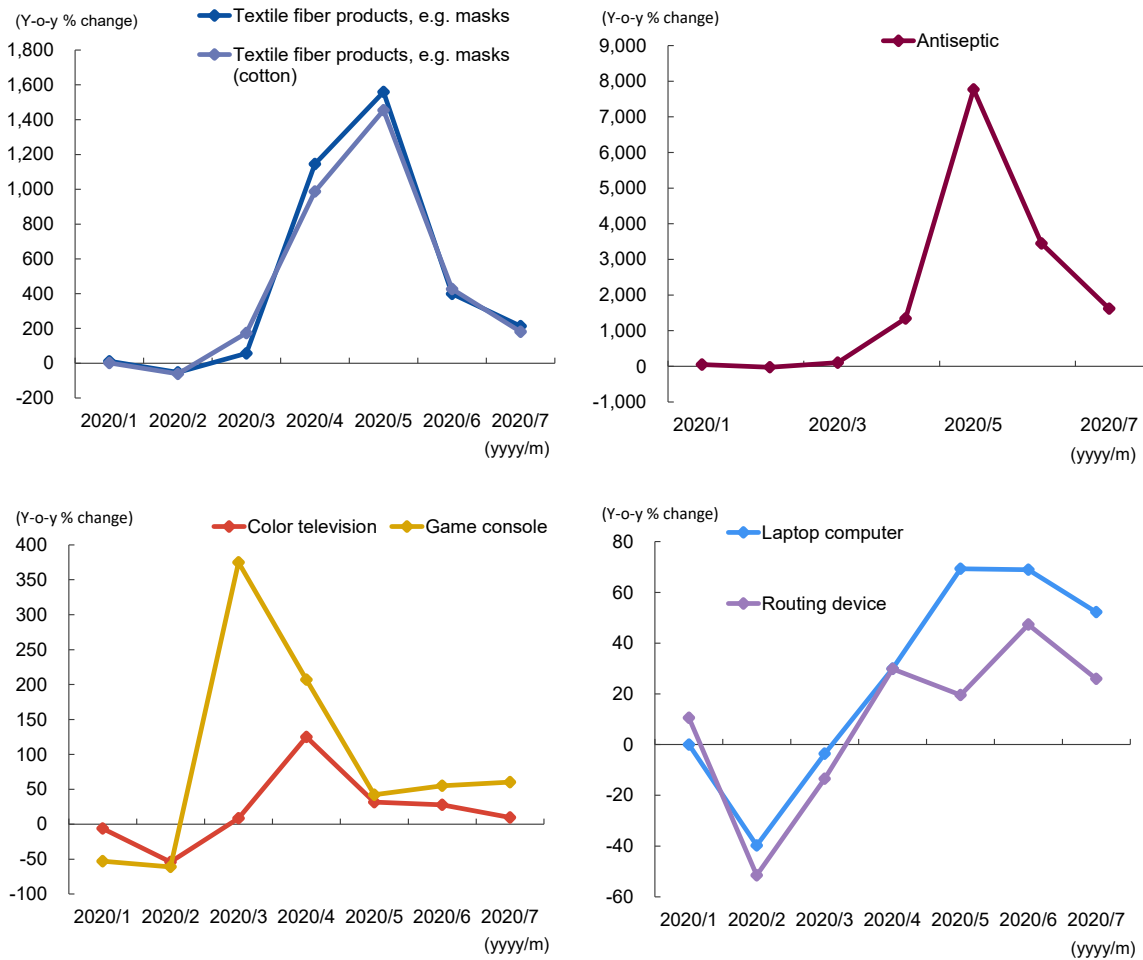 (Y-o-y % change)
Textile fiber products, e.g. masks
Textile fiber products, e.g. masks
(cotton)
1,800
1,600
1,400
1,200
1,000
800
600
400
200
0
-200
2020/1 2020/2 2020/3 2020/4 2020/5 2020/6 2020/7
(yyyy/m)
(Y-o-y % change)
Antiseptic
9,000
8,000
7,000
6,000
5,000
4,000
3,000
2,000
1,000
0
-1,000
2020/1 2020/3 2020/5 2020/7
(yyyy/m)
(Y-o-y % change)
Color television Game console
400
350
300
250
200
150
100
50
0
-50
-100
2020/1 2020/2 2020/3 2020/4 2020/5 2020/6 2020/7
(yyyy/m)
(Y-o-y % change)
Laptop computer
Routing device
80
60
40
20
0
-20
-40
-60
2020/1 2020/2 2020/3 2020/4 2020/5 2020/6 2020/7
(yyyy/m)